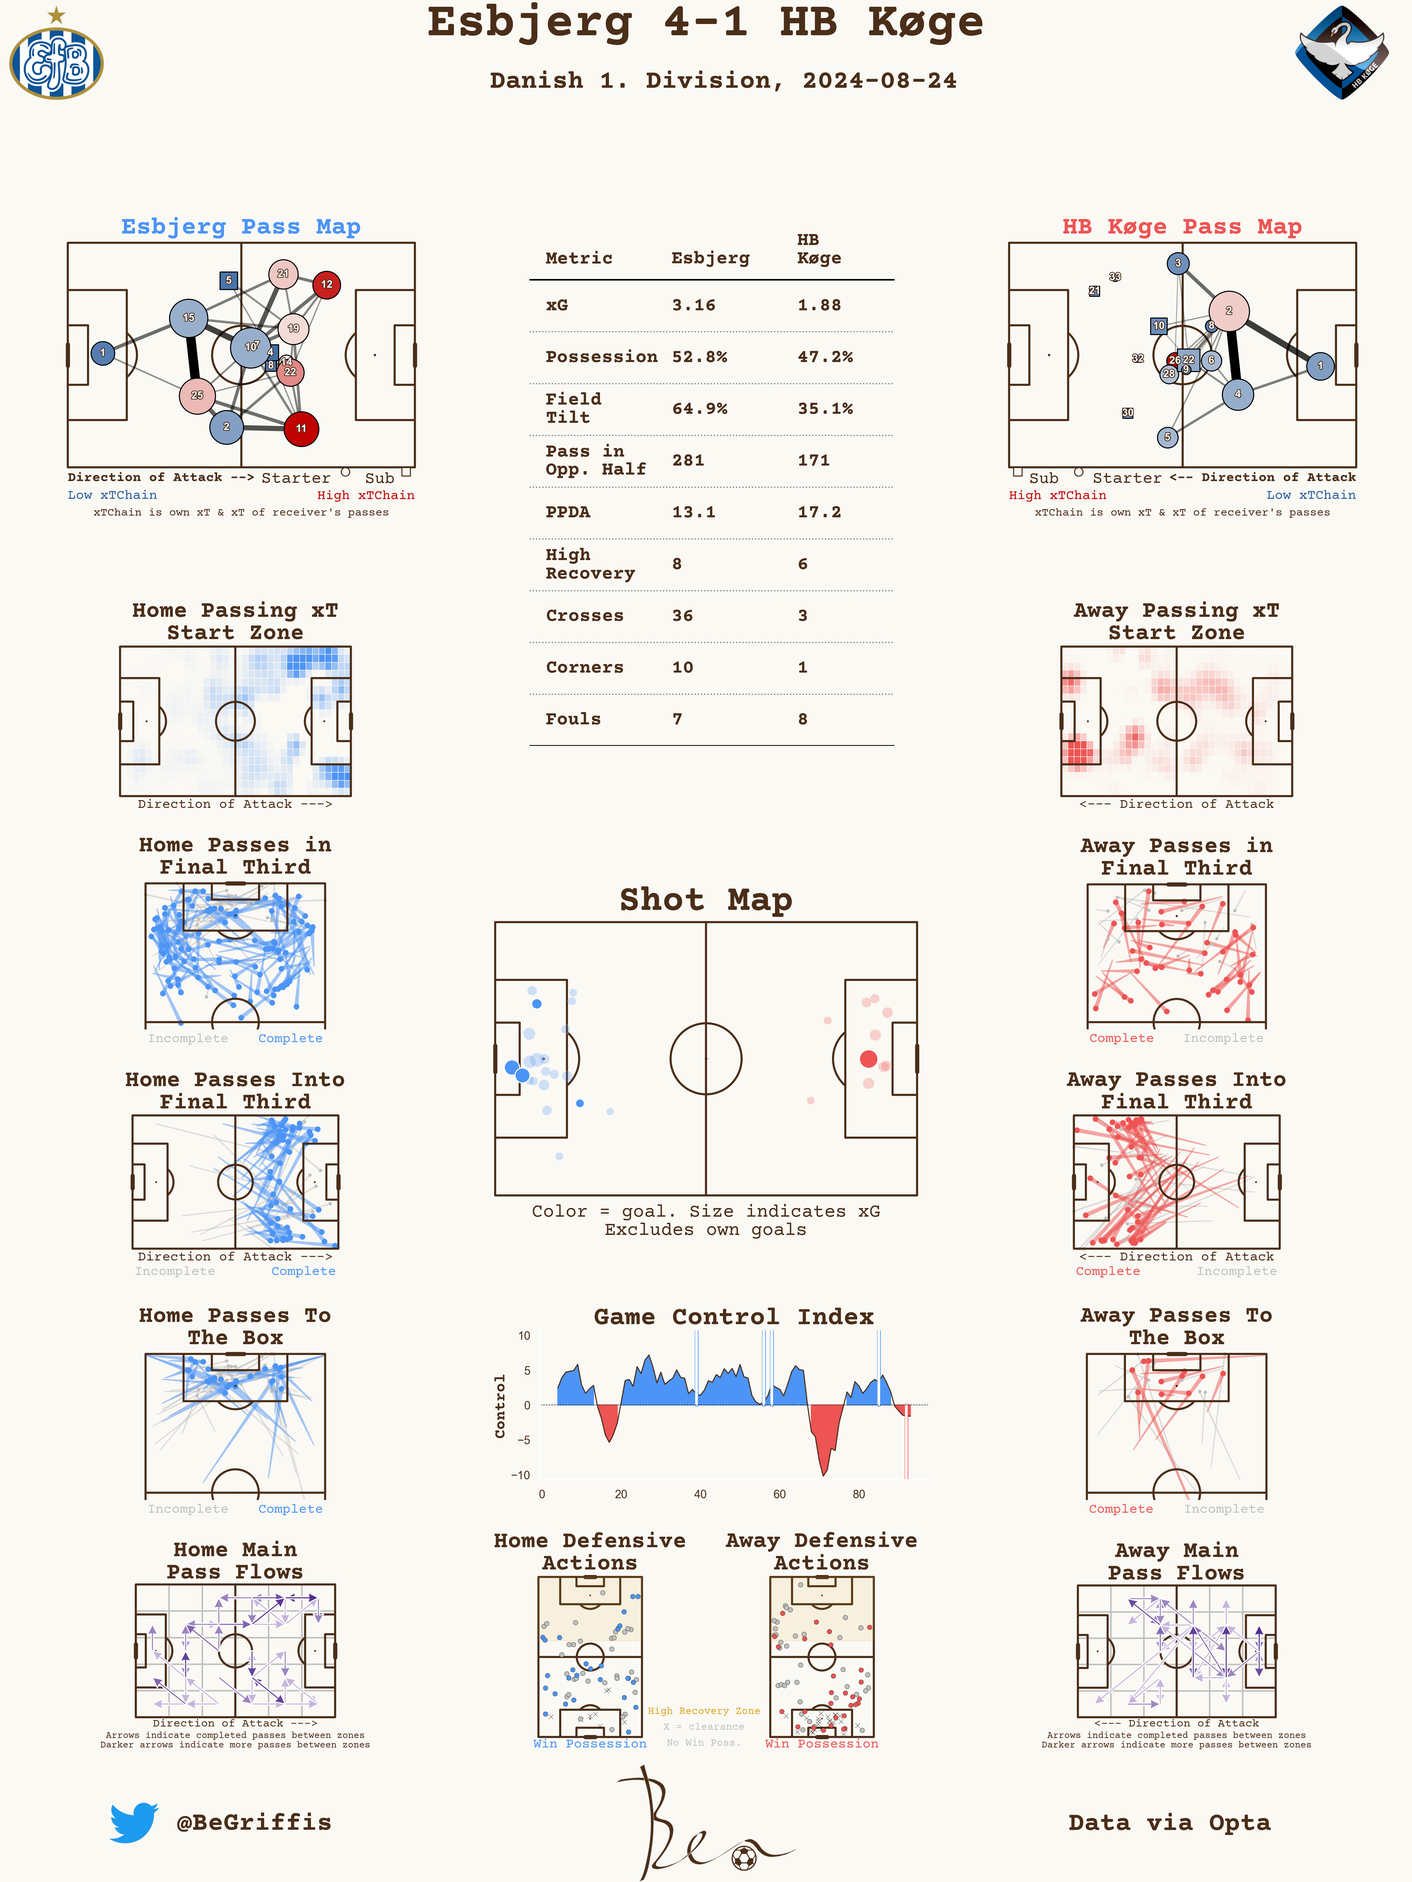 Esbjerg 4-1 HB Køge
Danish 1. Division, 2024-08-24
EfB
HB KØGE
Esbjerg Pass Map
5
21
12
15
19
10
7
4
1
8
14
22
25
2
11
Direction of Attack --> Starter Sub
Low xTChain High xTChain
xTChain is own xT & xT of receiver's passes
Metric Esbjerg HB Køge
xG 3.16 1.88
Possession 52.8% 47.2%
Field Tilt 64.9% 35.1%
Pass in Opp. Half 281 171
PPDA 13.1 17.2
High Recovery 8 6
Crosses 36 3
Corners 10 1
Fouls 7 8
HB Køge Pass Map
3
33
21
2
10
8
32
26
22
6
1
28
9
4
30
5
Sub Starter <-- Direction of Attack
High xTChain Low xTChain
xTChain is own xT & xT of receiver's passes
Home Passing xT
Start Zone
Direction of Attack --->
Away Passing xT
Start Zone
<--- Direction of Attack
Home Passes in
Final Third
Incomplete Complete
Away Passes in
Final Third
Complete Incomplete
Shot Map
Color = goal. Size indicates xG
Excludes own goals
Home Passes Into
Final Third
Direction of Attack --->
Incomplete Complete
Away Passes Into
Final Third
<--- Direction of Attack
Complete Incomplete
Home Passes To
The Box
Incomplete Complete
Game Control Index
Control
10
5
0
−5
−10
0 20 40 60 80
Away Passes To
The Box
Complete Incomplete
Home Main
Pass Flows
Direction of Attack --->
Arrows indicate completed passes between zones
Darker arrows indicate more passes between zones
Home Defensive
Actions
Win Possession
High Recovery Zone
X = clearance
No Win Poss.
Away Defensive
Actions
Win Possession
Away Main
Pass Flows
<--- Direction of Attack
Arrows indicate completed passes between zones
Darker arrows indicate more passes between zones
@BeGriffis
Ben
Data via Opta